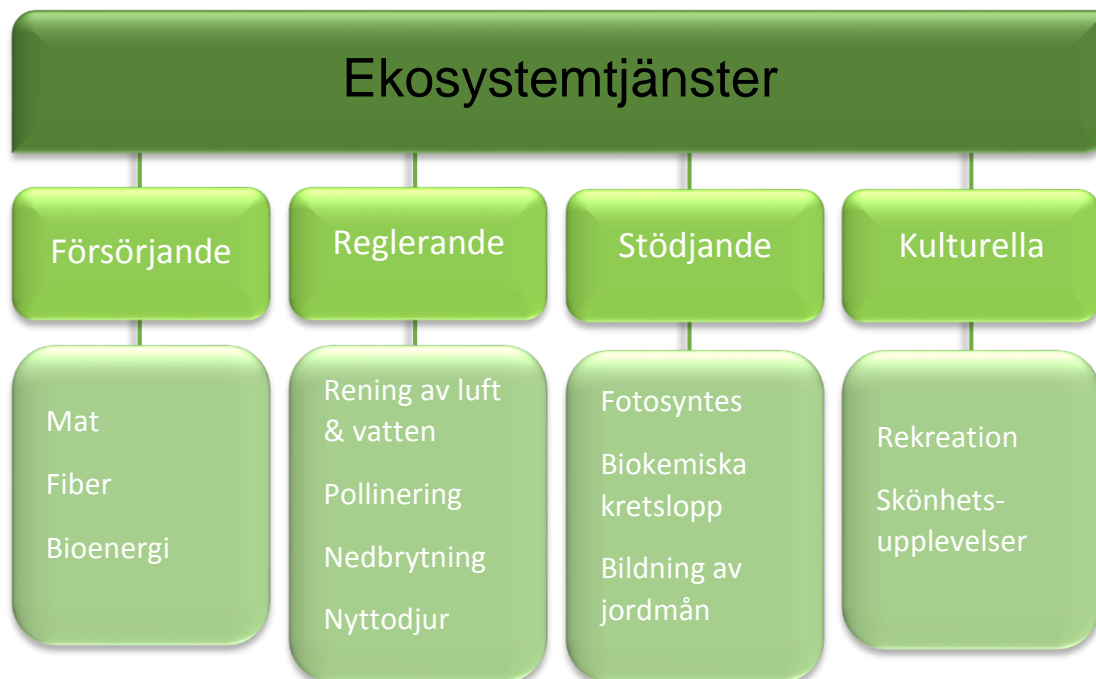 Ekosystemtjänster
Försörjande
Mat
Fiber
Bioenergi
Reglerande
Rening av luft
& vatten
Pollinering
Nedbrytning
Nyttodjur
Stödjande
Fotosyntes
Biokemiska
kretslopp
Bildning av
jordmån
Kulturella
Rekreation
Skönhets-
upplevelser